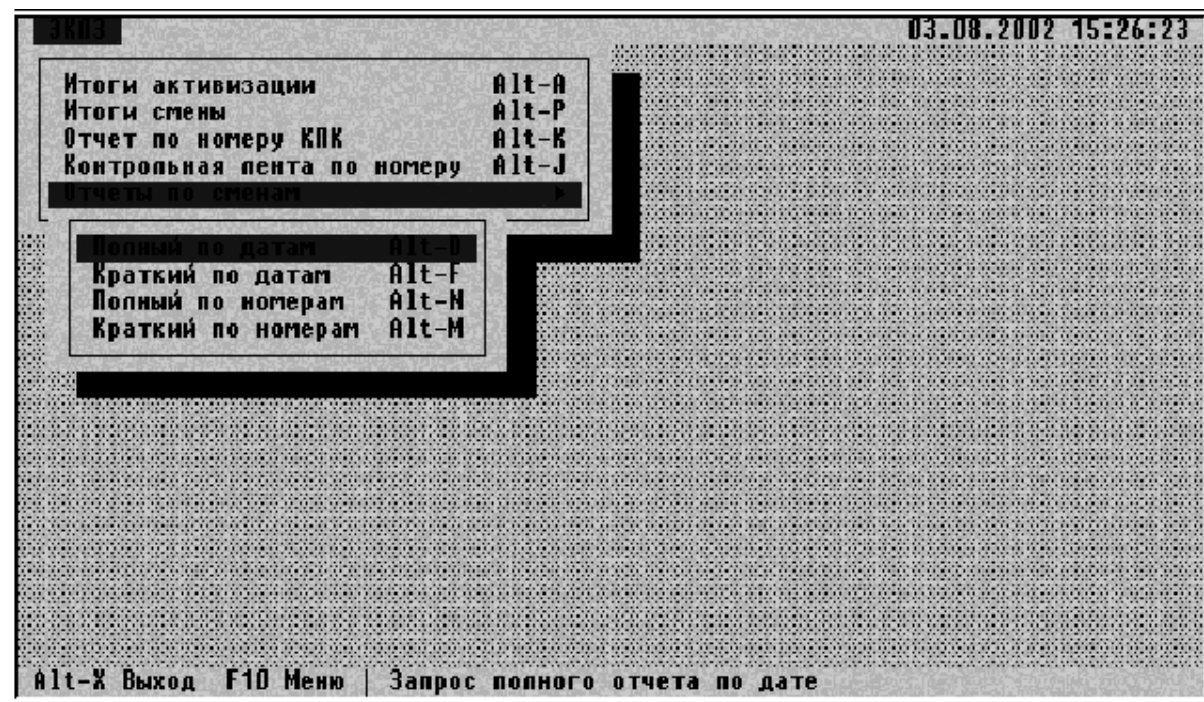 ЭКЛЗ 03.08.2002 15:26:23
Итоги активизации Alt-A
Итоги смены Alt-P
Отчет по номеру КПК Alt-K
Контрольная лента по номеру Alt-J
Отчеты по сменам ►
Полный по датам Alt-D
Краткий по датам Alt-F
Полный по номерам Alt-N
Краткий по номерам Alt-M
Alt-X Выход F10 Меню | Запрос полного отчета по дате